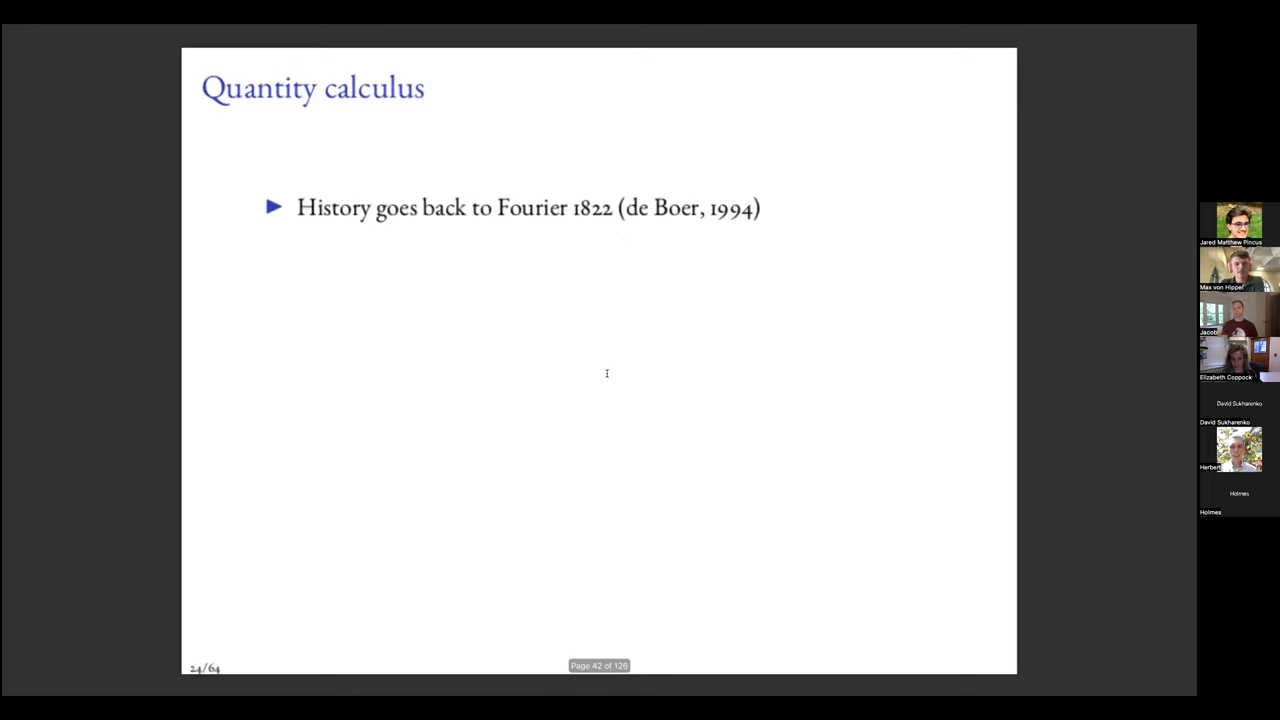 Quantity calculus
▶ History goes back to Fourier 1822 (de Boer, 1994)
24/64
Page 42 of 126
Jared Matthew Pincus
Max von Hippel
Jacob
Elizabeth Coppock
David Sukharenko
David Sukharenko
Herbert
Holmes
Holmes